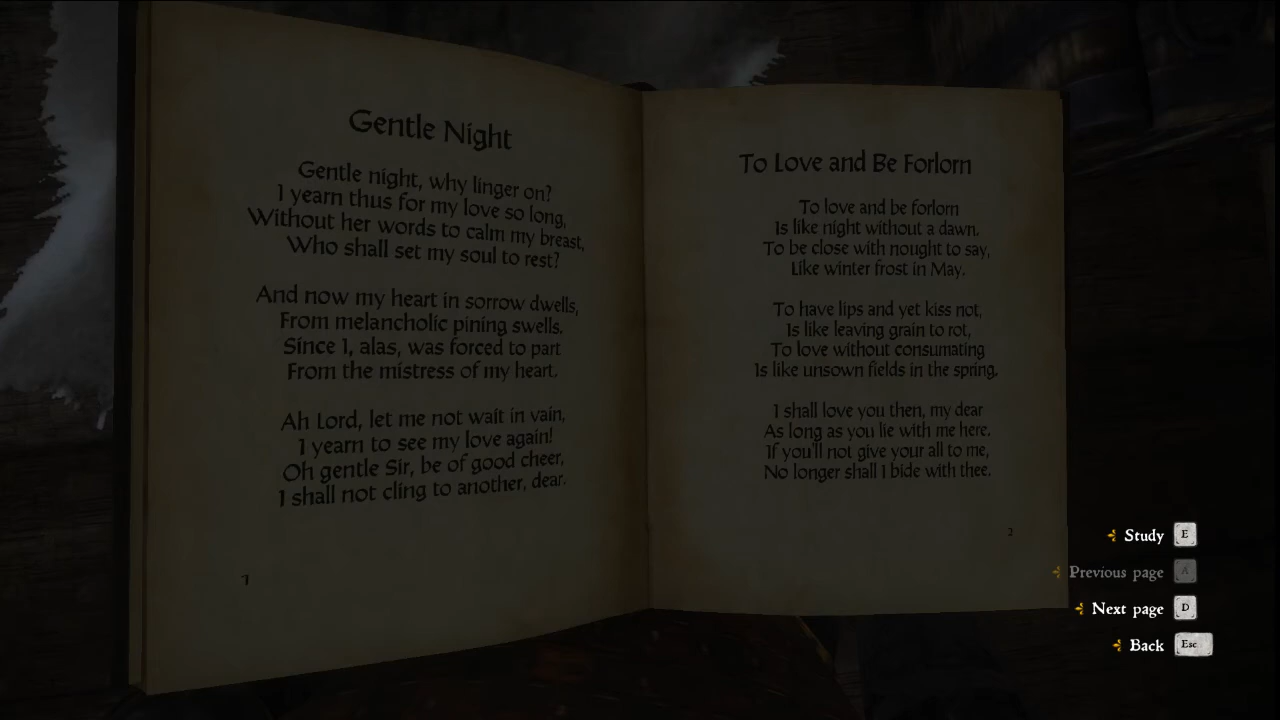 Gentle Night
Gentle night, why linger on?
I yearn thus for my love so long,
Without her words to calm my breast,
Who shall set my soul to rest?
And now my heart in sorrow dwells,
From melancholic pining swells.
Since I, alas, was forced to part
From the mistress of my heart.
Ah Lord, let me not wait in vain,
I yearn to see my love again!
Oh gentle Sir, be of good cheer,
I shall not cling to another, dear.
1
To Love and Be Forlorn
To love and be forlorn
Is like night without a dawn.
To be close with nought to say,
Like winter frost in May.
To have lips and yet kiss not,
Is like leaving grain to rot,
To love without consumating
Is like unsown fields in the spring.
I shall love you then, my dear
As long as you lie with me here.
If you'll not give your all to me,
No longer shall I bide with thee.
2
Study E
Previous page A
Next page D
Back Esc